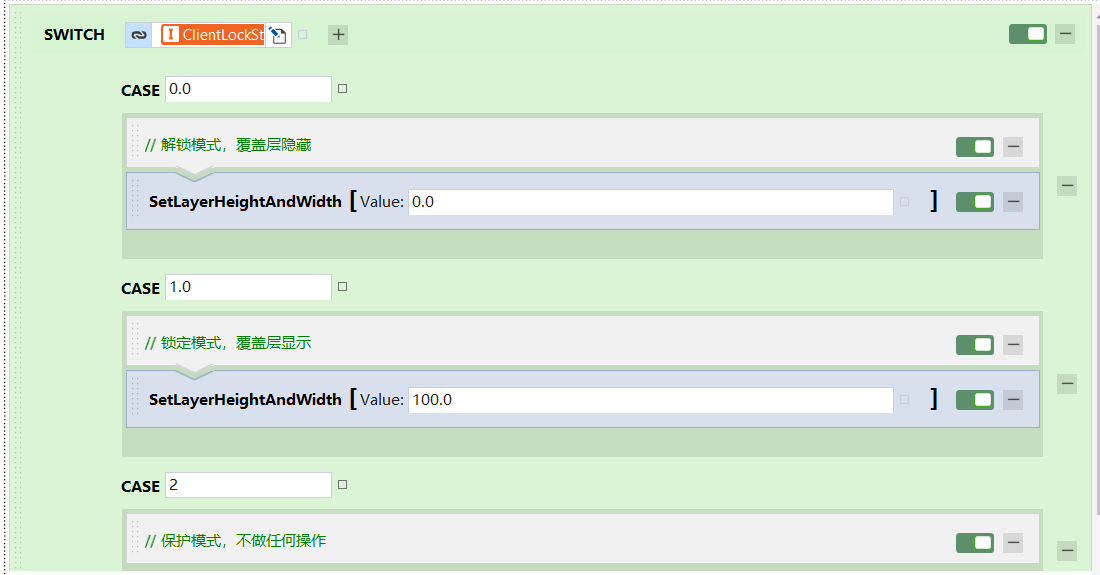 SWITCH I ClientLockSt +
CASE 0.0
// 解锁模式，覆盖层隐藏
SetLayerHeightAndWidth [ Value: 0.0 ]
CASE 1.0
// 锁定模式，覆盖层显示
SetLayerHeightAndWidth [ Value: 100.0 ]
CASE 2
// 保护模式，不做任何操作